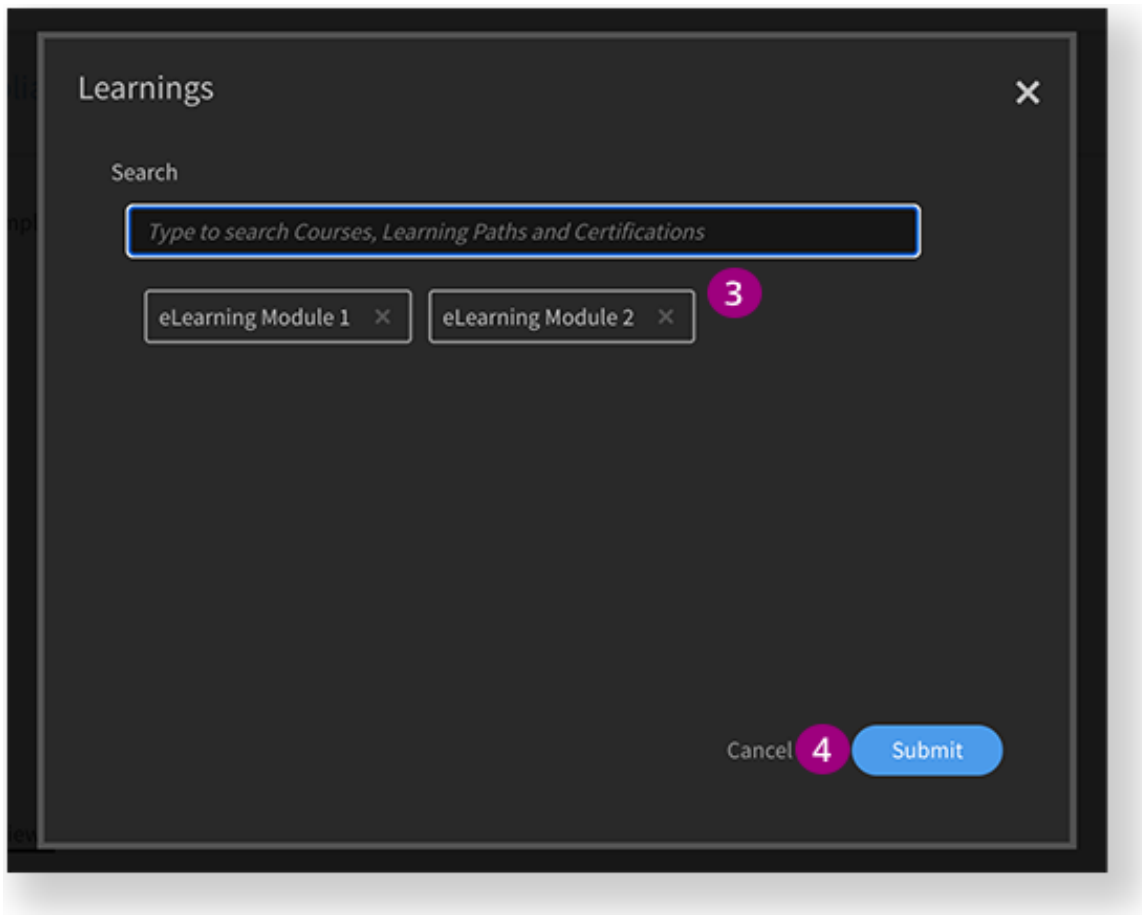 Learnings
Search
Type to search Courses, Learning Paths and Certifications
3
eLearning Module 1 ×
eLearning Module 2 ×
Cancel
4
Submit